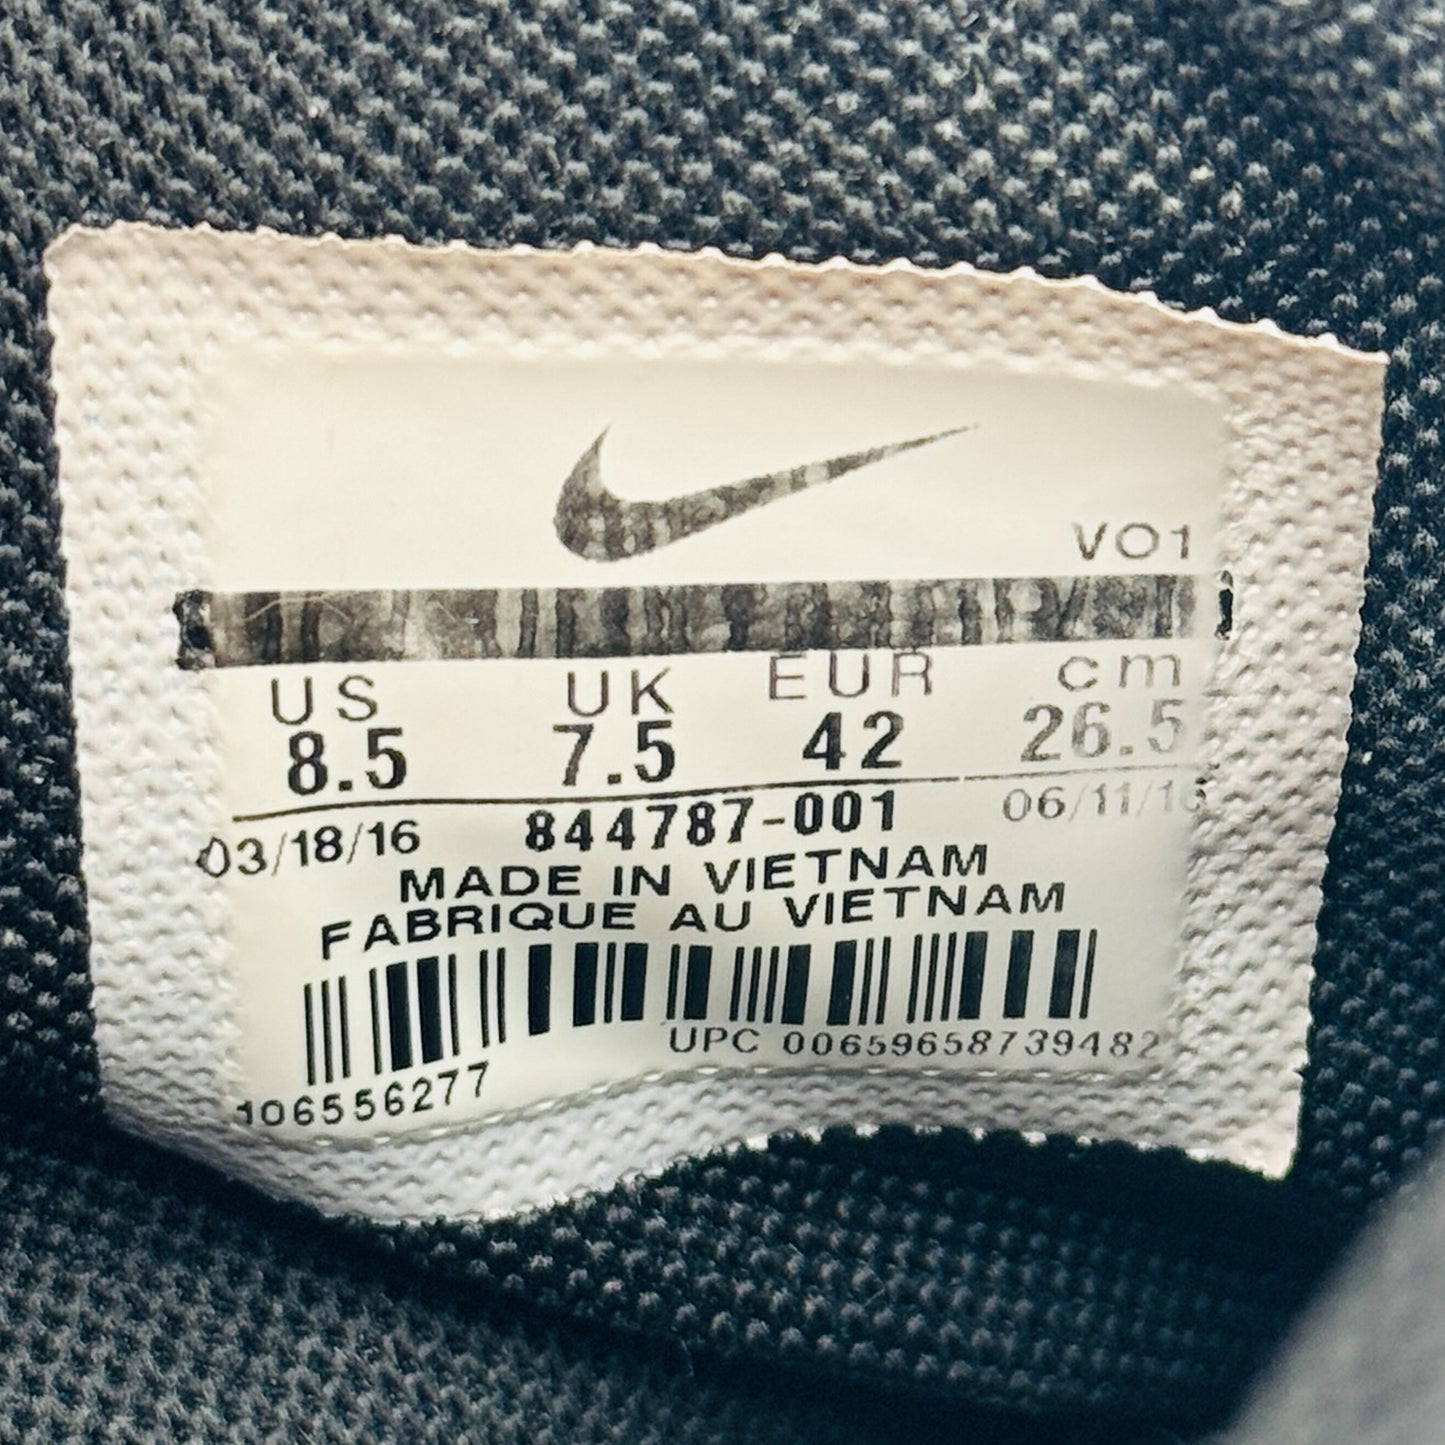 VO1
US UK EUR cm
8.5 7.5 42 26.5
03/18/16 844787-001 06/11/16
MADE IN VIETNAM
FABRIQUE AU VIETNAM
UPC 00659658739482
106556277